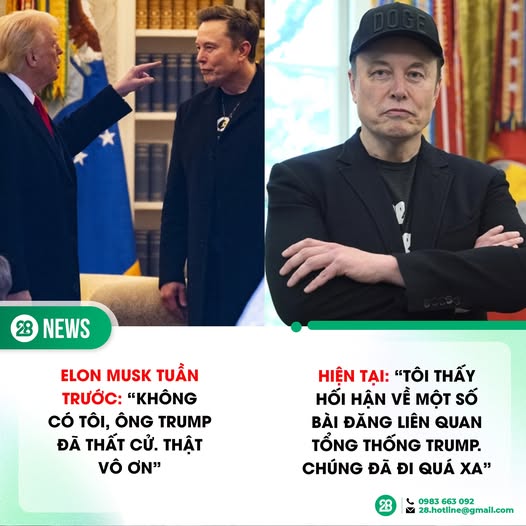 DOGE
28 NEWS
ELON MUSK TUẦN
TRƯỚC: “KHÔNG
CÓ TÔI, ÔNG TRUMP
ĐÃ THẤT CỬ. THẬT
VÔ ƠN”
HIỆN TẠI: “TÔI THẤY
HỐI HẬN VỀ MỘT SỐ
BÀI ĐĂNG LIÊN QUAN
TỔNG THỐNG TRUMP.
CHÚNG ĐÃ ĐI QUÁ XA”
28
0983 663 092
28.hotline@gmail.com